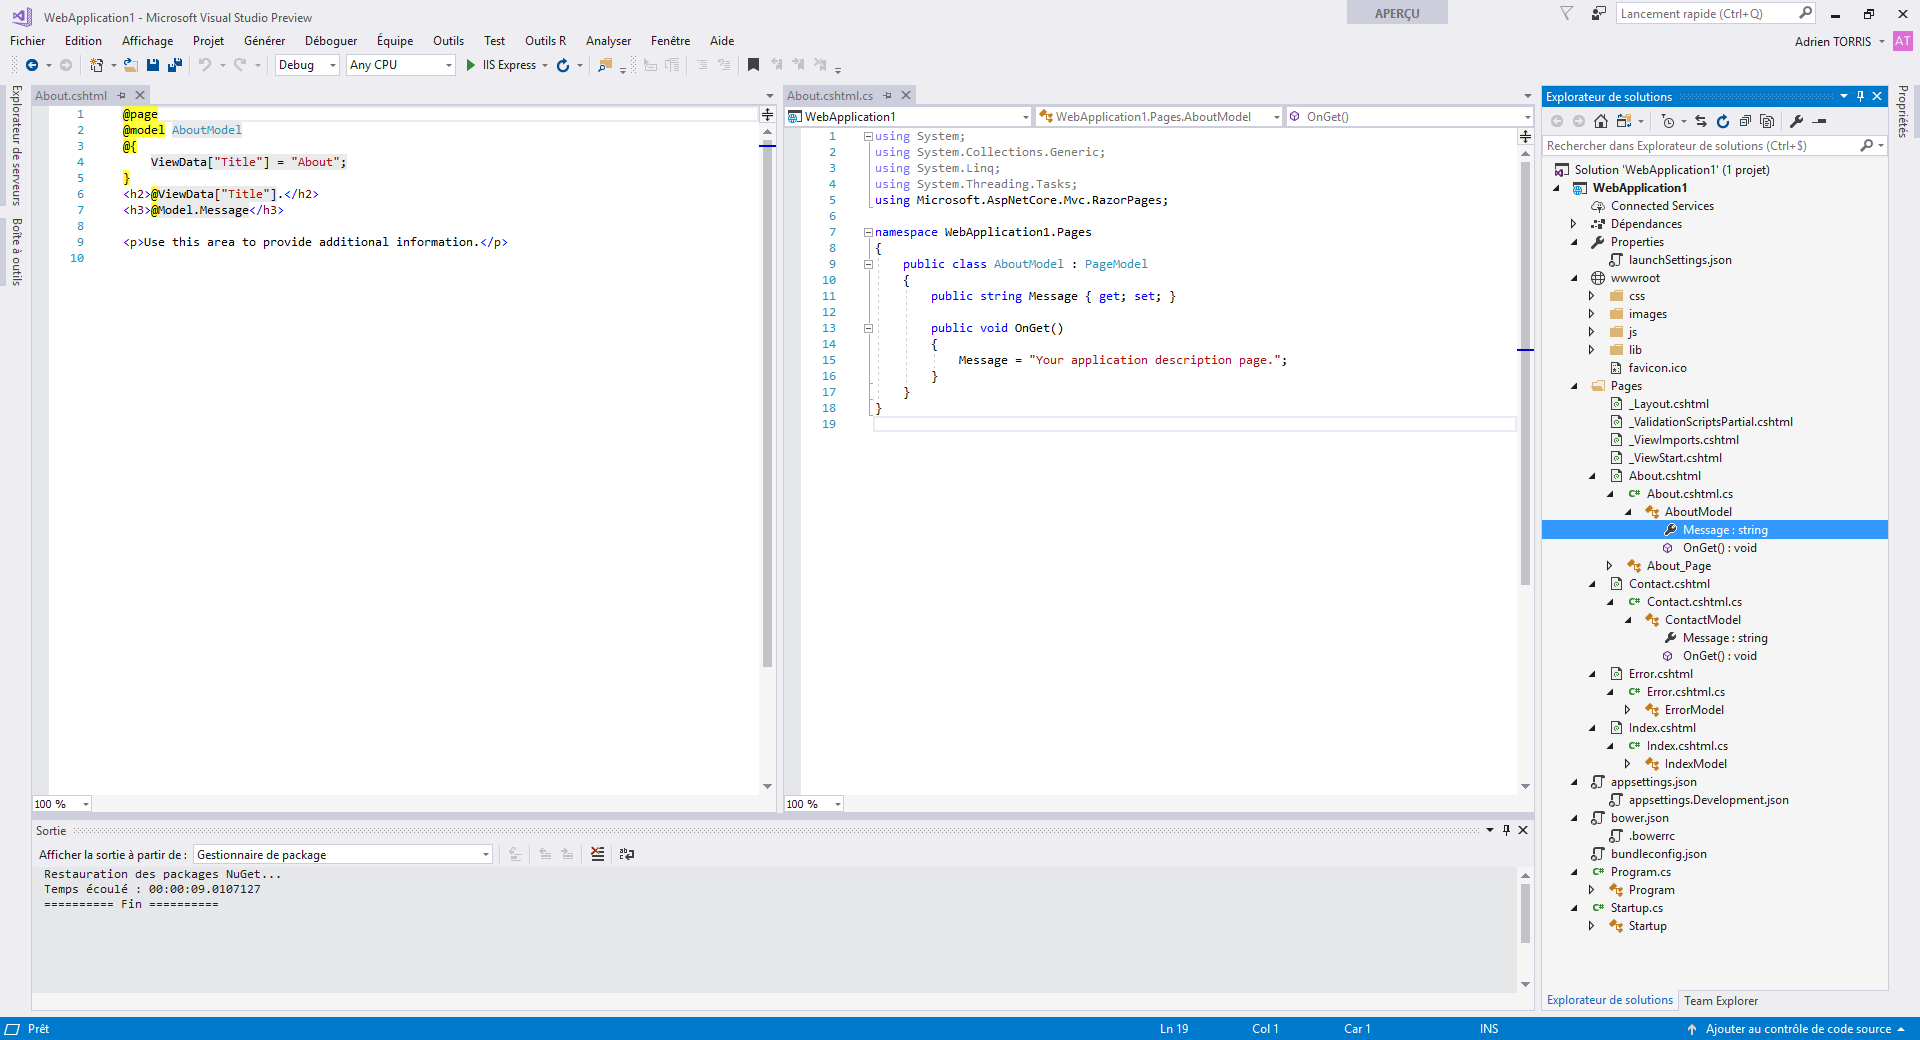 WebApplication1 - Microsoft Visual Studio Preview
APERÇU
Lancement rapide (Ctrl+Q)
Fichier Edition Affichage Projet Générer Déboguer Équipe Outils Test Outils R Analyser Fenêtre Aide
Adrien TORRIS AT
Debug Any CPU IIS Express
Explorateur de serveurs
Boîte à outils
About.cshtml
1 @page
2 @model AboutModel
3 @{
4 ViewData["Title"] = "About";
5 }
6 <h2>@ViewData["Title"].</h2>
7 <h3>@Model.Message</h3>
8
9 <p>Use this area to provide additional information.</p>
10
100 %
About.cshtml.cs
WebApplication1 WebApplication1.Pages.AboutModel OnGet()
1 using System;
2 using System.Collections.Generic;
3 using System.Linq;
4 using System.Threading.Tasks;
5 using Microsoft.AspNetCore.Mvc.RazorPages;
6
7 namespace WebApplication1.Pages
8 {
9 public class AboutModel : PageModel
10 {
11 public string Message { get; set; }
12
13 public void OnGet()
14 {
15 Message = "Your application description page.";
16 }
17 }
18 }
19
100 %
Sortie
Afficher la sortie à partir de : Gestionnaire de package
Restauration des packages NuGet...
Temps écoulé : 00:00:09.0107127
========== Fin ==========
Explorateur de solutions
Rechercher dans Explorateur de solutions (Ctrl+$)
Solution 'WebApplication1' (1 projet)
WebApplication1
Connected Services
Dépendances
Properties
launchSettings.json
wwwroot
css
images
js
lib
favicon.ico
Pages
_Layout.cshtml
_ValidationScriptsPartial.cshtml
_ViewImports.cshtml
_ViewStart.cshtml
About.cshtml
C# About.cshtml.cs
AboutModel
Message : string
OnGet() : void
About_Page
Contact.cshtml
C# Contact.cshtml.cs
ContactModel
Message : string
OnGet() : void
Error.cshtml
C# Error.cshtml.cs
ErrorModel
Index.cshtml
C# Index.cshtml.cs
IndexModel
appsettings.json
appsettings.Development.json
bower.json
.bowerrc
bundleconfig.json
C# Program.cs
Program
C# Startup.cs
Startup
Explorateur de solutions Team Explorer
Propriétés
Prêt Ln 19 Col 1 Car 1 INS Ajouter au contrôle de code source